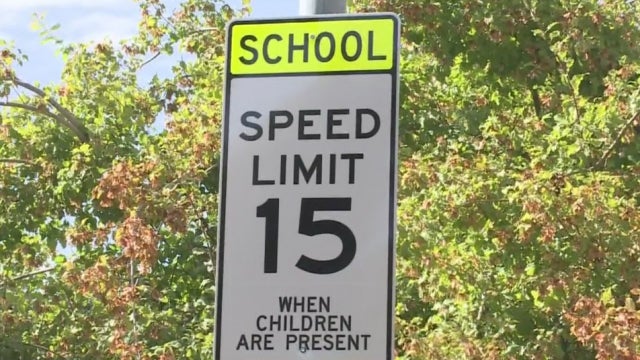 SCHOOL
SPEED
LIMIT
15
WHEN
CHILDREN
ARE PRESENT